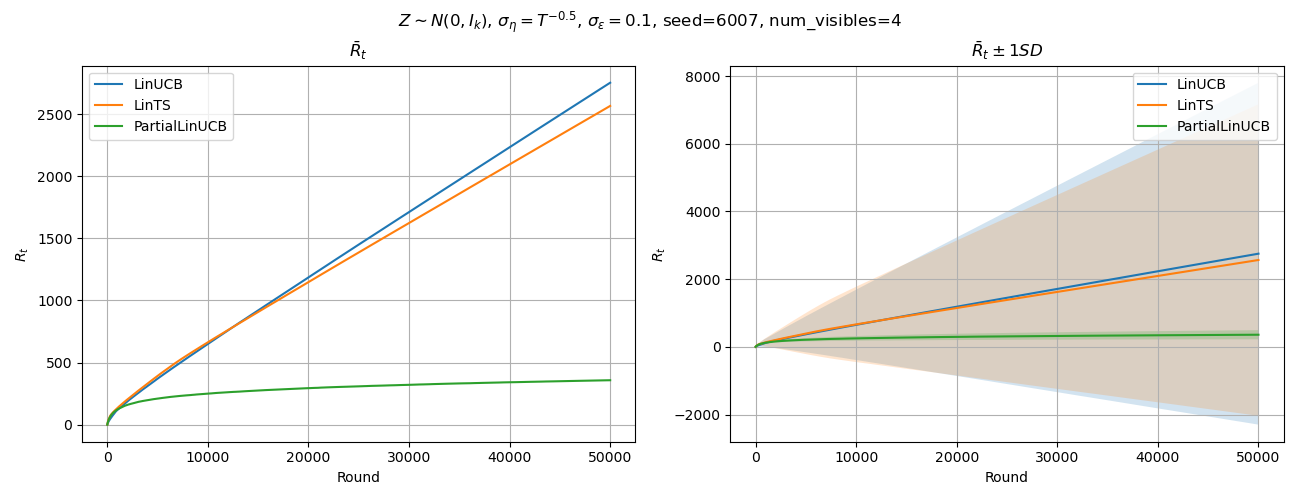 Z ∼ N(0, I_k), σ_η = T^{−0.5}, σ_ε = 0.1, seed=6007, num_visibles=4
R̄_t
LinUCB
LinTS
PartialLinUCB
R_t
2500
2000
1500
1000
500
0
0 10000 20000 30000 40000 50000
Round
R̄_t ± 1SD
LinUCB
LinTS
PartialLinUCB
R_t
8000
6000
4000
2000
0
−2000
0 10000 20000 30000 40000 50000
Round